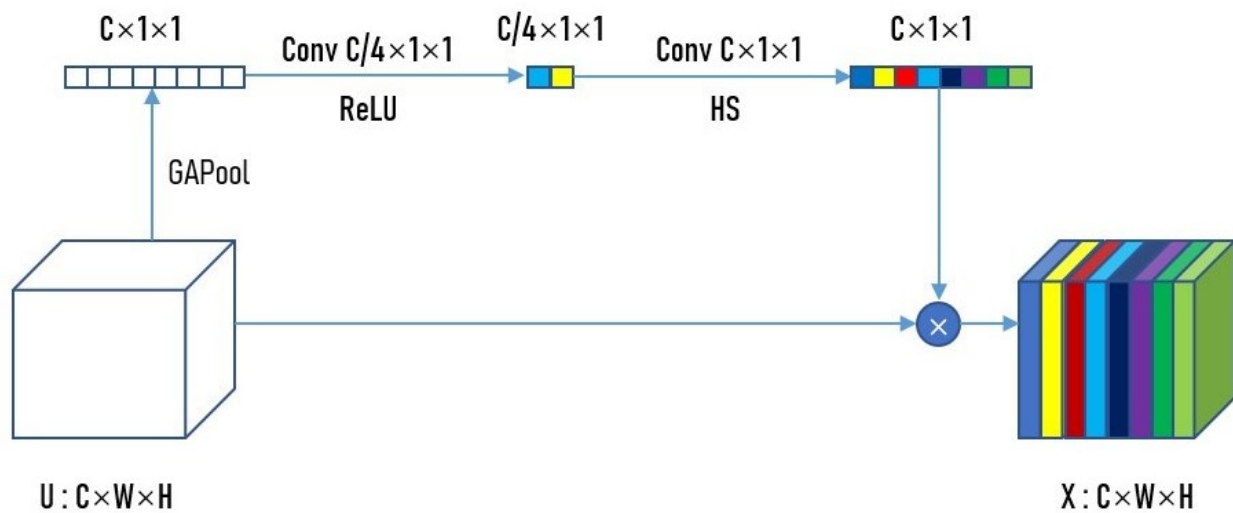 C×1×1
Conv C/4×1×1
C/4×1×1
Conv C×1×1
C×1×1
ReLU
HS
GAPool
×
U : C×W×H
X : C×W×H